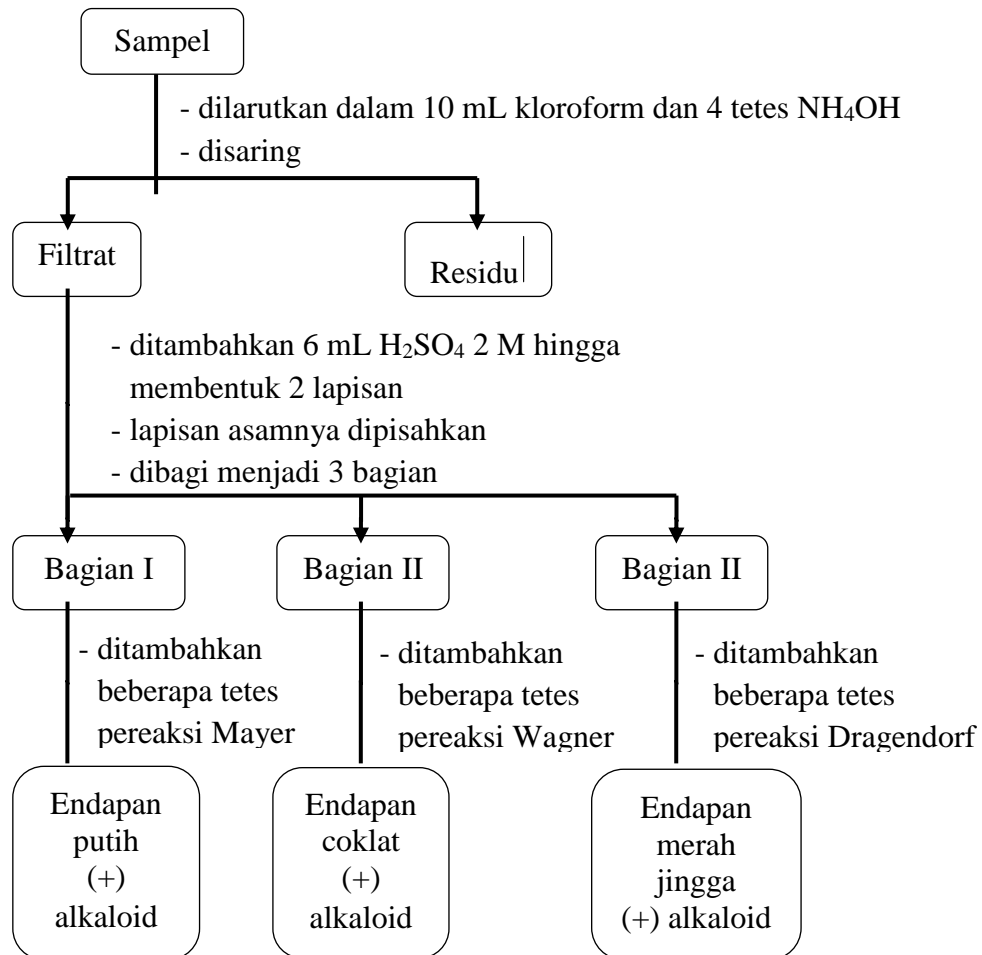 Sampel
- dilarutkan dalam 10 mL kloroform dan 4 tetes NH₄OH
- disaring
Filtrat
Residu
- ditambahkan 6 mL H₂SO₄ 2 M hingga
membentuk 2 lapisan
- lapisan asamnya dipisahkan
- dibagi menjadi 3 bagian
Bagian I
Bagian II
Bagian II
- ditambahkan
beberapa tetes
pereaksi Mayer
- ditambahkan
beberapa tetes
pereaksi Wagner
- ditambahkan
beberapa tetes
pereaksi Dragendorf
Endapan
putih
(+)
alkaloid
Endapan
coklat
(+)
alkaloid
Endapan
merah
jingga
(+) alkaloid